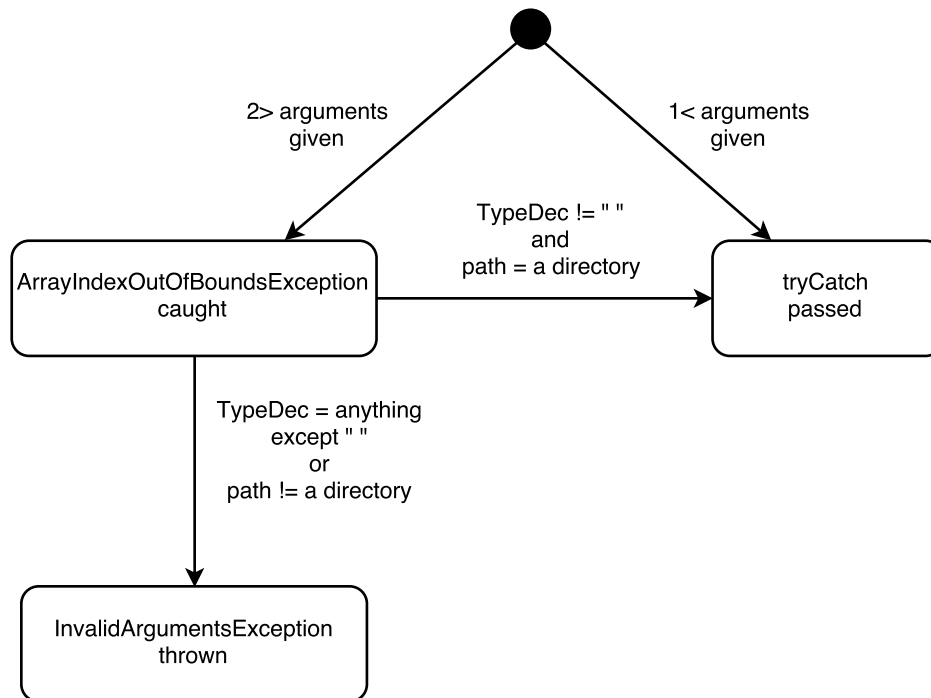 2> arguments
given
1< arguments
given
TypeDec != " "
and
path = a directory
ArrayIndexOutOfBoundsException
caught
tryCatch
passed
TypeDec = anything
except " "
or
path != a directory
InvalidArgumentsException
thrown